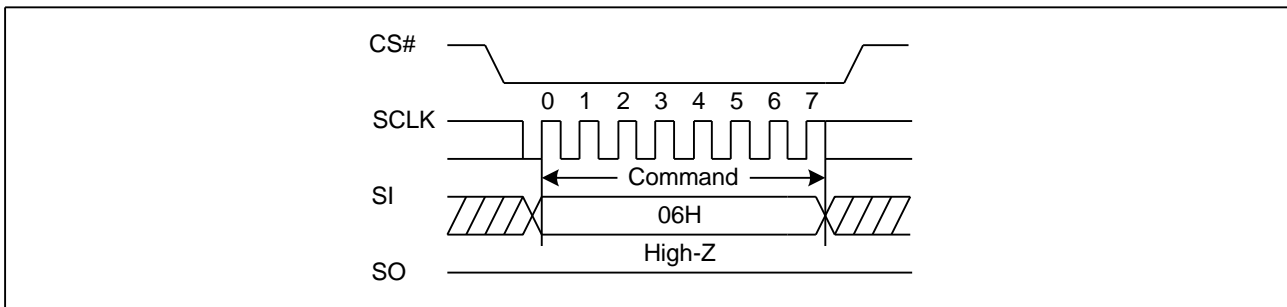 CS#
0 1 2 3 4 5 6 7
SCLK
Command
SI
06H
High-Z
SO